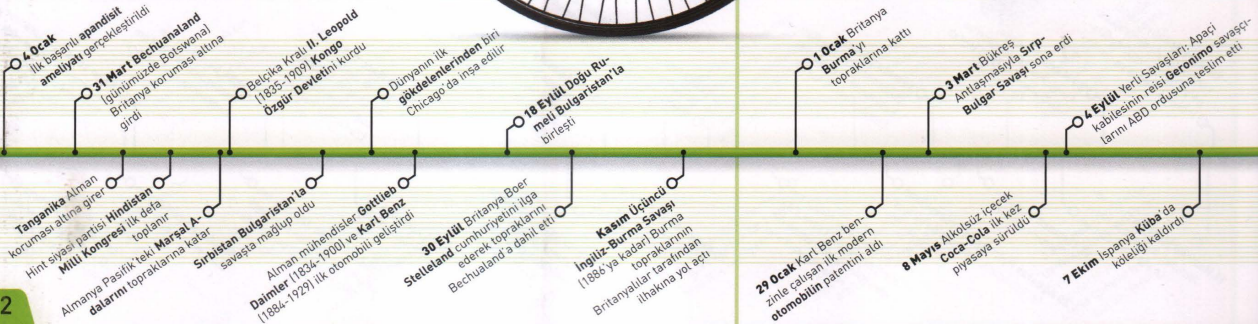 4 Ocak
İlk başarılı apandisit
ameliyatı gerçekleştirildi
31 Mart Bechuanaland
(günümüzde Botswana)
Britanya koruması altına
girdi
Belçika Kralı II. Leopold
(1835-1909) Kongo
Özgür Devleti'ni kurdu
Dünyanın ilk
gökdelenlerinden biri
Chicago'da inşa edilir
18 Eylül Doğu Ru-
meli Bulgaristan'la
birleşti
1 Ocak Britanya
Burma'yı
topraklarına kattı
3 Mart Bükreş
Antlaşmasıyla Sırp-
Bulgar Savaşı sona erdi
4 Eylül Yerli Savaşları: Apaçi
kabilesinin reisi Geronimo savaşçı-
larını ABD ordusuna teslim etti
Tanganika Alman
koruması altına girer
Hint siyasi partisi Hindistan
Milli Kongresi ilk defa
toplanır
Almanya Pasifik'teki Marşal A-
dalarını topraklarına katar
Sırbistan Bulgaristan'la
savaşta mağlup oldu
Alman mühendisler Gottlieb
Daimler (1834-1900) ve Karl Benz
(1884-1929) ilk otomobili geliştirdi
30 Eylül Britanya Boer
Stelleland cumhuriyetini ilga
ederek topraklarını
Bechualand'a dahil etti
Kasım Üçüncü
İngiliz-Burma Savaşı
(1886'ya kadar) Burma
topraklarının
Britanyalılar tarafından
ilhakına yol açtı
29 Ocak Karl Benz ben-
zinle çalışan ilk modern
otomobilin patentini aldı
8 Mayıs Alkolsüz içecek
Coca-Cola ilk kez
piyasaya sürüldü
7 Ekim İspanya Küba'da
köleliği kaldırdı
2